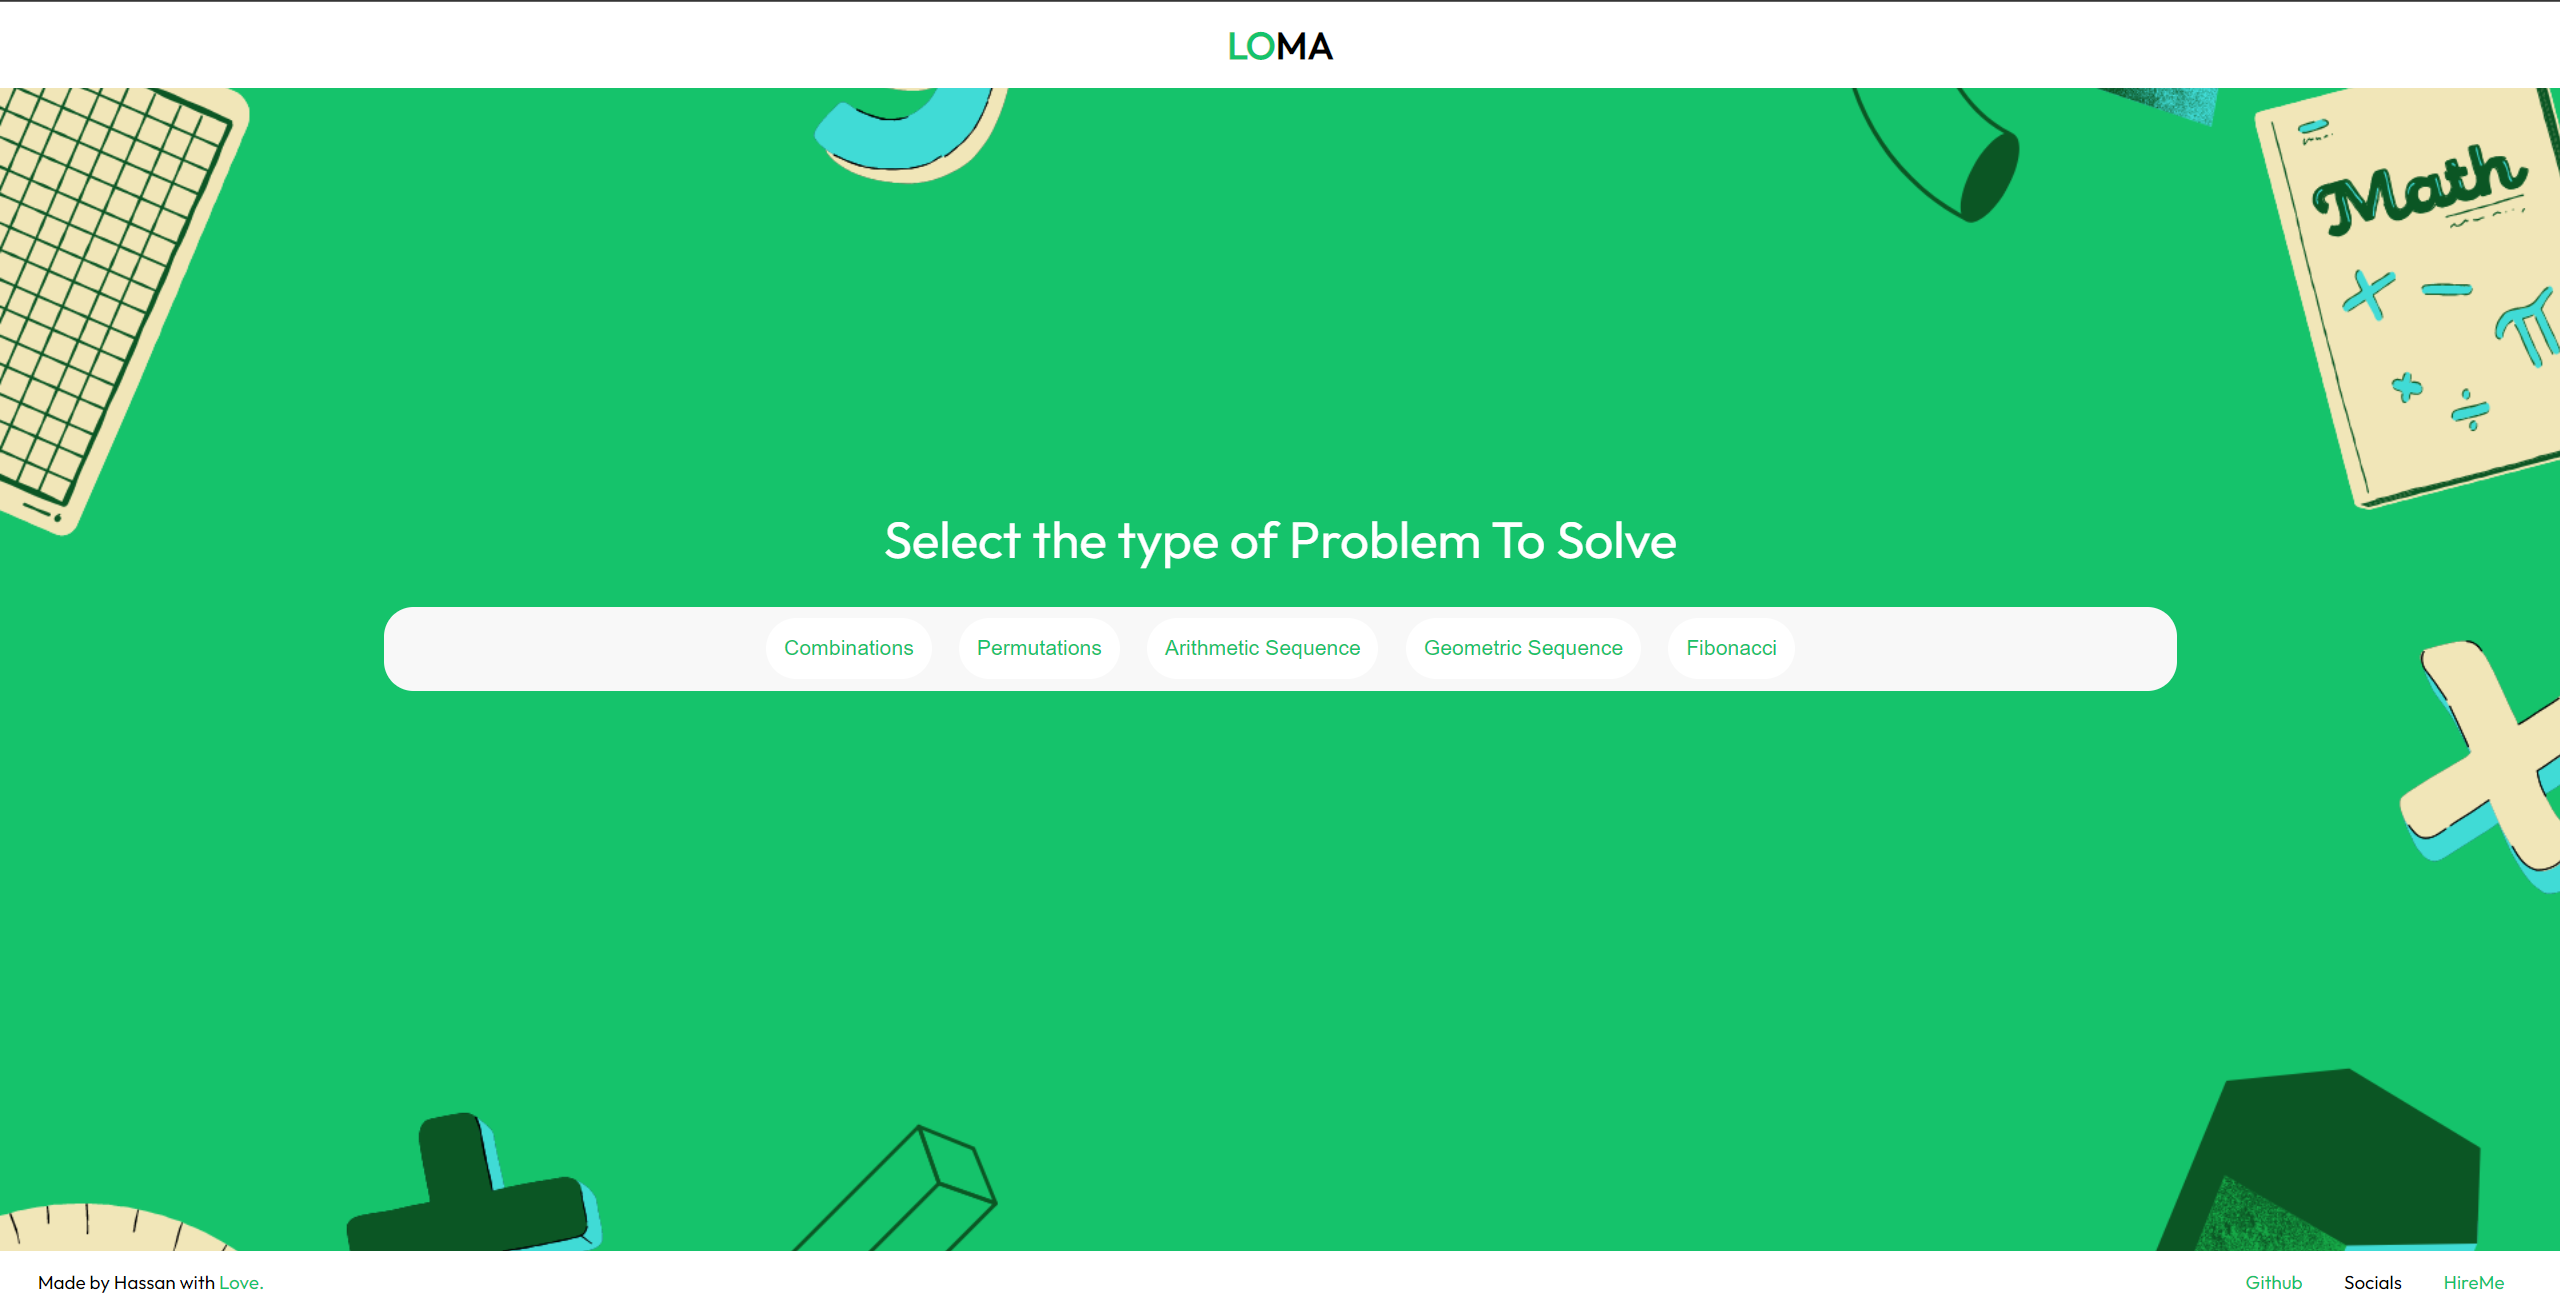 LOMA
Math
Select the type of Problem To Solve
Combinations Permutations Arithmetic Sequence Geometric Sequence Fibonacci
Made by Hassan with Love. Github Socials HireMe